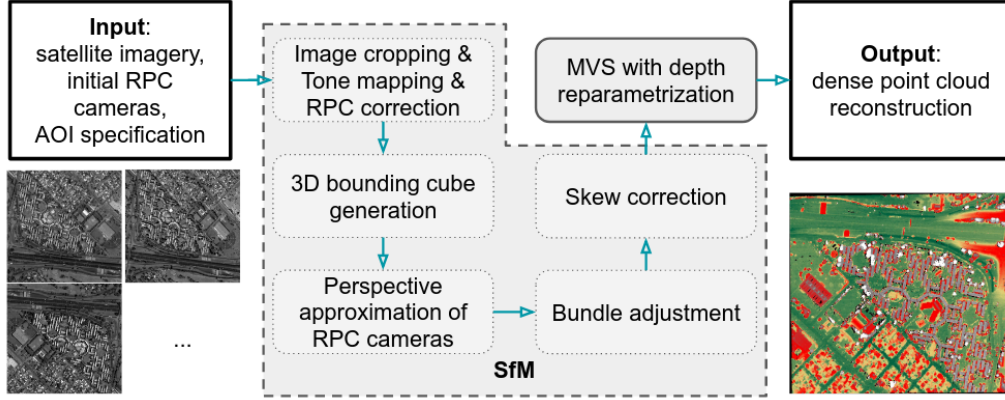 Input:
satellite imagery,
initial RPC
cameras,
AOI specification
Image cropping &
Tone mapping &
RPC correction
3D bounding cube
generation
Perspective
approximation of
RPC cameras
Bundle adjustment
Skew correction
MVS with depth
reparametrization
SfM
Output:
dense point cloud
reconstruction
...